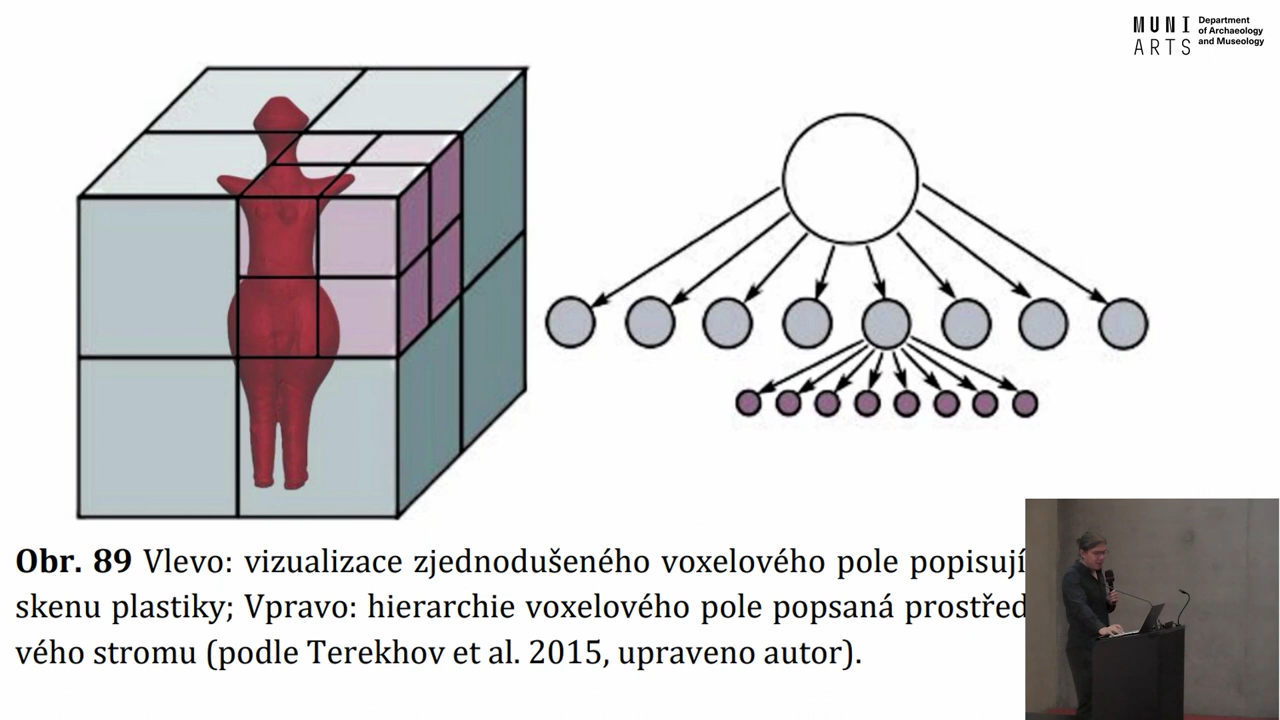 MUNI
ARTS
Department
of Archaeology
and Museology
Obr. 89 Vlevo: vizualizace zjednodušeného voxelového pole popisují
skenu plastiky; Vpravo: hierarchie voxelového pole popsaná prostřed
vého stromu (podle Terekhov et al. 2015, upraveno autor).